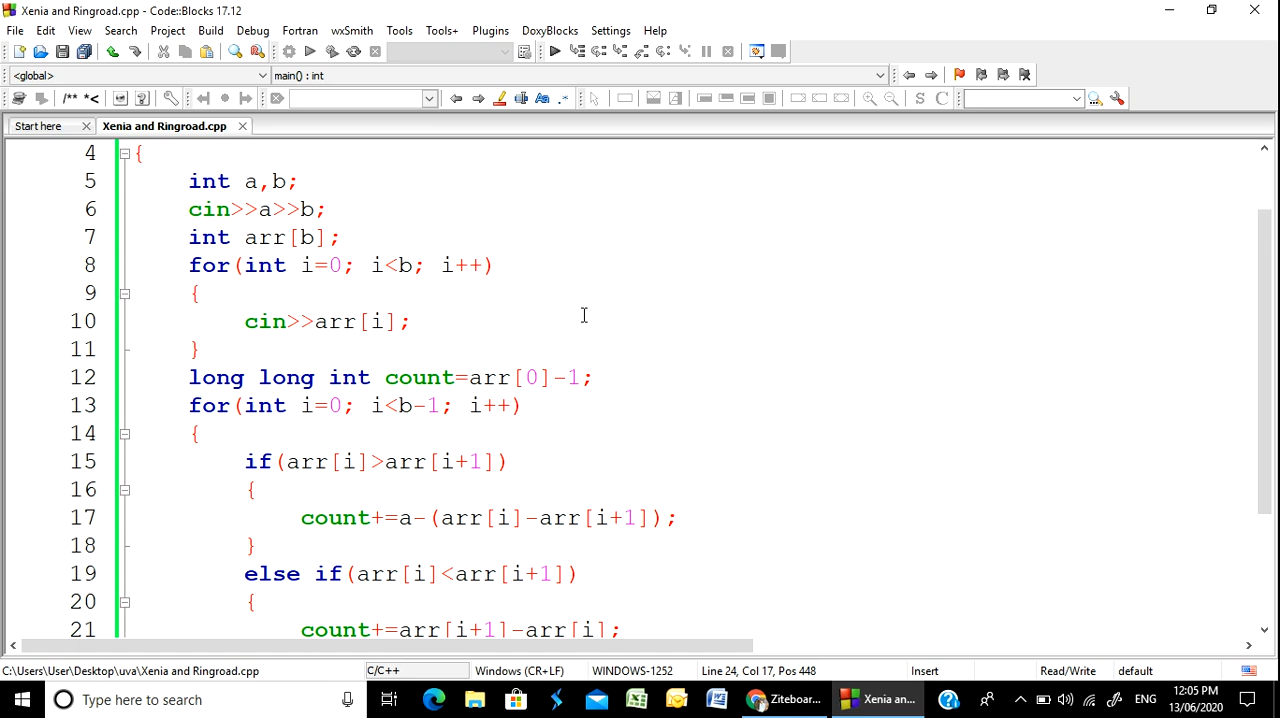 Xenia and Ringroad.cpp - Code::Blocks 17.12
File Edit View Search Project Build Debug Fortran wxSmith Tools Tools+ Plugins DoxyBlocks Settings Help
<global> main() : int
/** *<
S C
Start here Xenia and Ringroad.cpp
4 {
5 int a,b;
6 cin>>a>>b;
7 int arr[b];
8 for(int i=0; i<b; i++)
9 {
10 cin>>arr[i];
11 }
12 long long int count=arr[0]-1;
13 for(int i=0; i<b-1; i++)
14 {
15 if(arr[i]>arr[i+1])
16 {
17 count+=a-(arr[i]-arr[i+1]);
18 }
19 else if(arr[i]<arr[i+1])
20 {
21 count+=arr[i+1]-arr[i];
C:\Users\User\Desktop\uva\Xenia and Ringroad.cpp C/C++ Windows (CR+LF) WINDOWS-1252 Line 24, Col 17, Pos 448 Insert Read/Write default
Type here to search Ziteboar... Xenia an... ENG 12:05 PM
13/06/2020